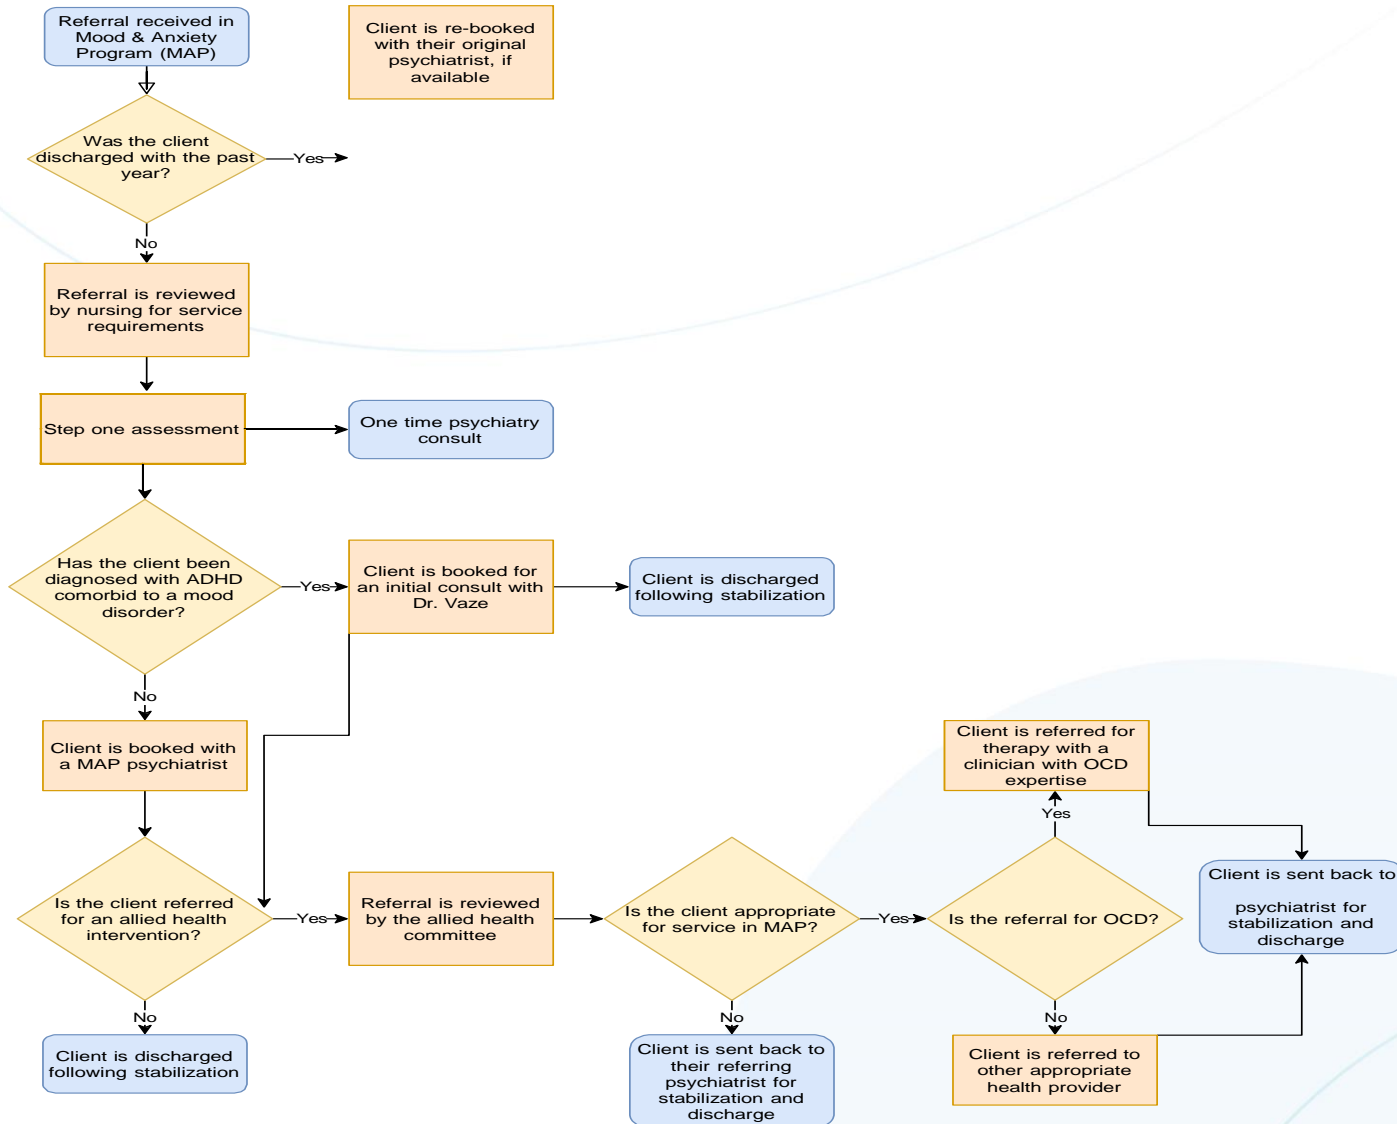 Referral received in
Mood & Anxiety
Program (MAP)
Client is re-booked
with their original
psychiatrist, if
available
Was the client
discharged with the past
year?
Yes
No
Referral is reviewed
by nursing for service
requirements
Step one assessment
One time psychiatry
consult
Has the client been
diagnosed with ADHD
comorbid to a mood
disorder?
Yes
Client is booked for
an initial consult with
Dr. Vaze
Client is discharged
following stabilization
No
Client is booked with
a MAP psychiatrist
Client is referred for
therapy with a
clinician with OCD
expertise
Yes
Is the client referred
for an allied health
intervention?
Yes
Referral is reviewed
by the allied health
committee
Is the client appropriate
for service in MAP?
Yes
Is the referral for OCD?
Client is sent back to
psychiatrist for
stabilization and
discharge
No
No
No
Client is discharged
following stabilization
Client is sent back to
their referring
psychiatrist for
stabilization and
discharge
Client is referred to
other appropriate
health provider